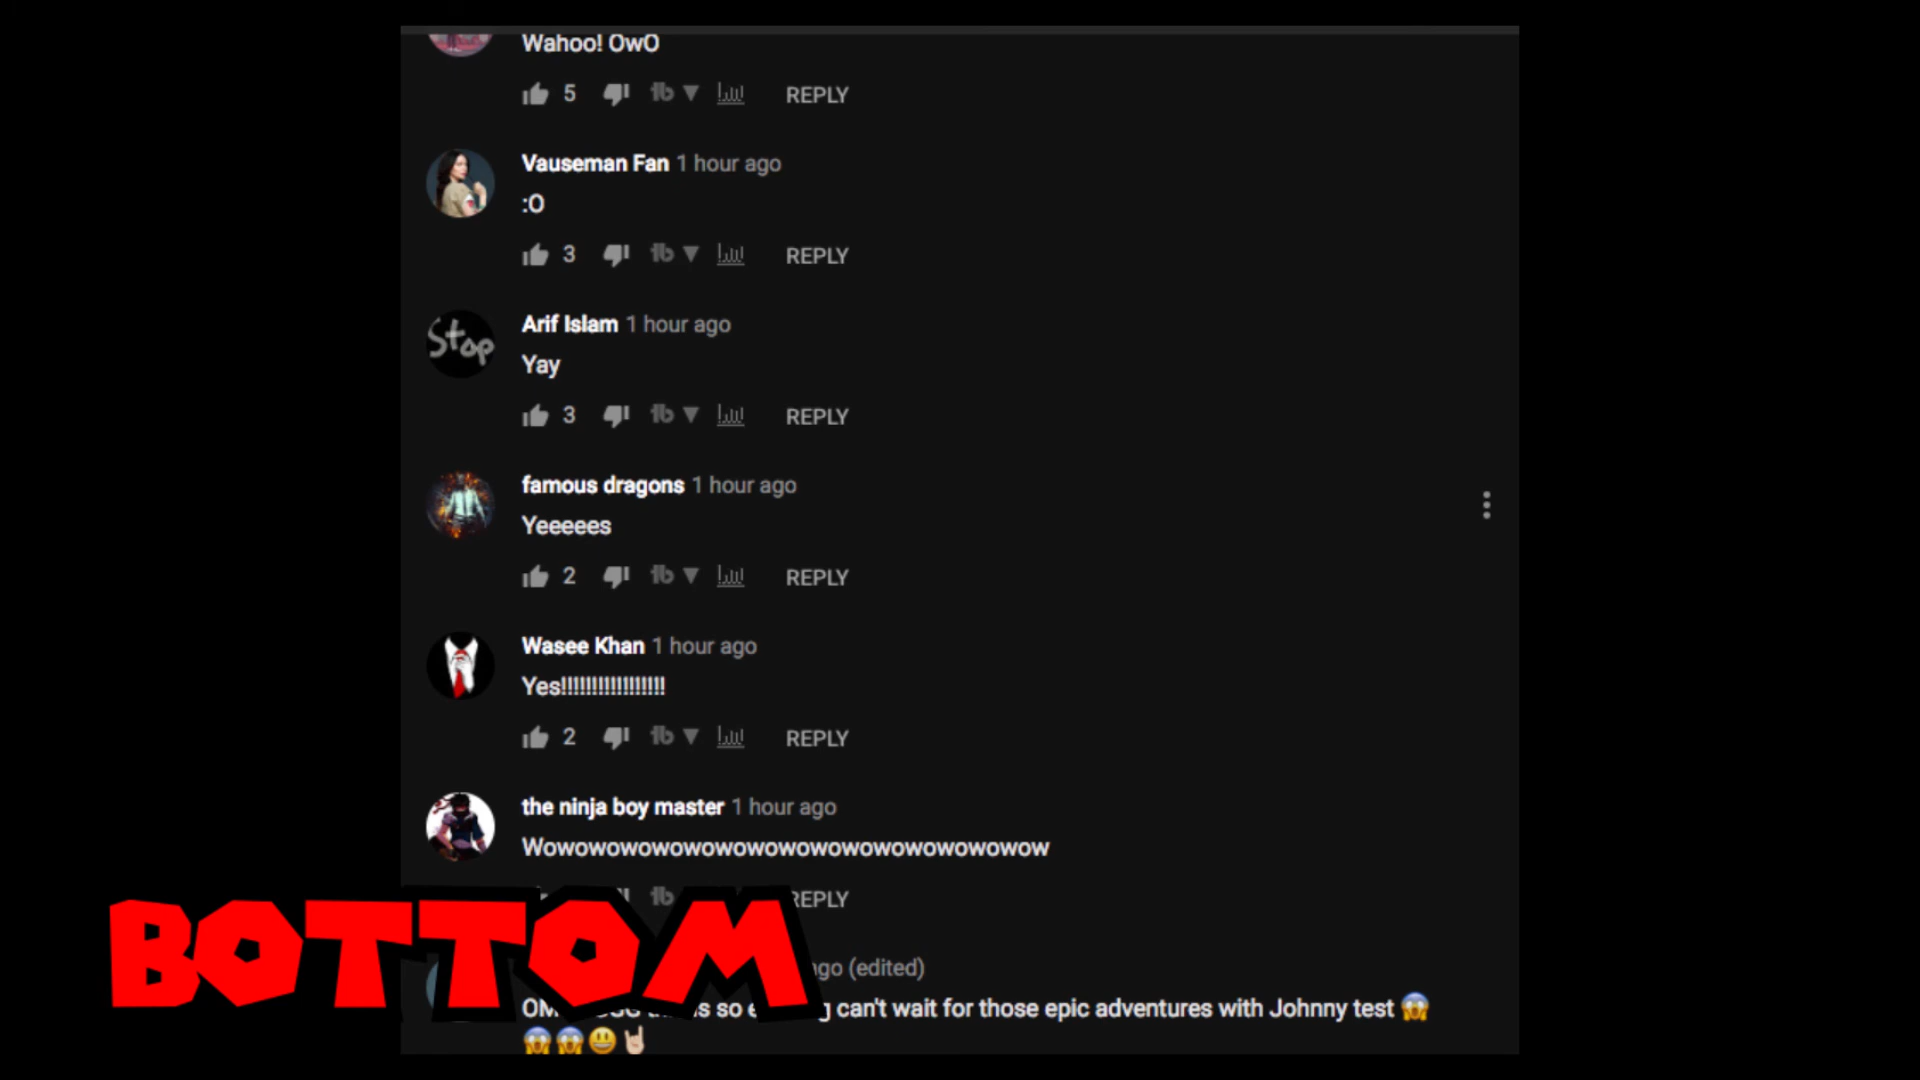 Wahoo! OwO
5 REPLY
Vauseman Fan 1 hour ago
:O
3 REPLY
Stop
Arif Islam 1 hour ago
Yay
3 REPLY
famous dragons 1 hour ago
Yeeeees
2 REPLY
Wasee Khan 1 hour ago
Yes!!!!!!!!!!!!!!!!!
2 REPLY
the ninja boy master 1 hour ago
Wowowowowowowowowowowowowowowowow
REPLY
BOTTOM
(edited)
so can't wait for those epic adventures with Johnny test 😱
😱😱😃🤘🏻